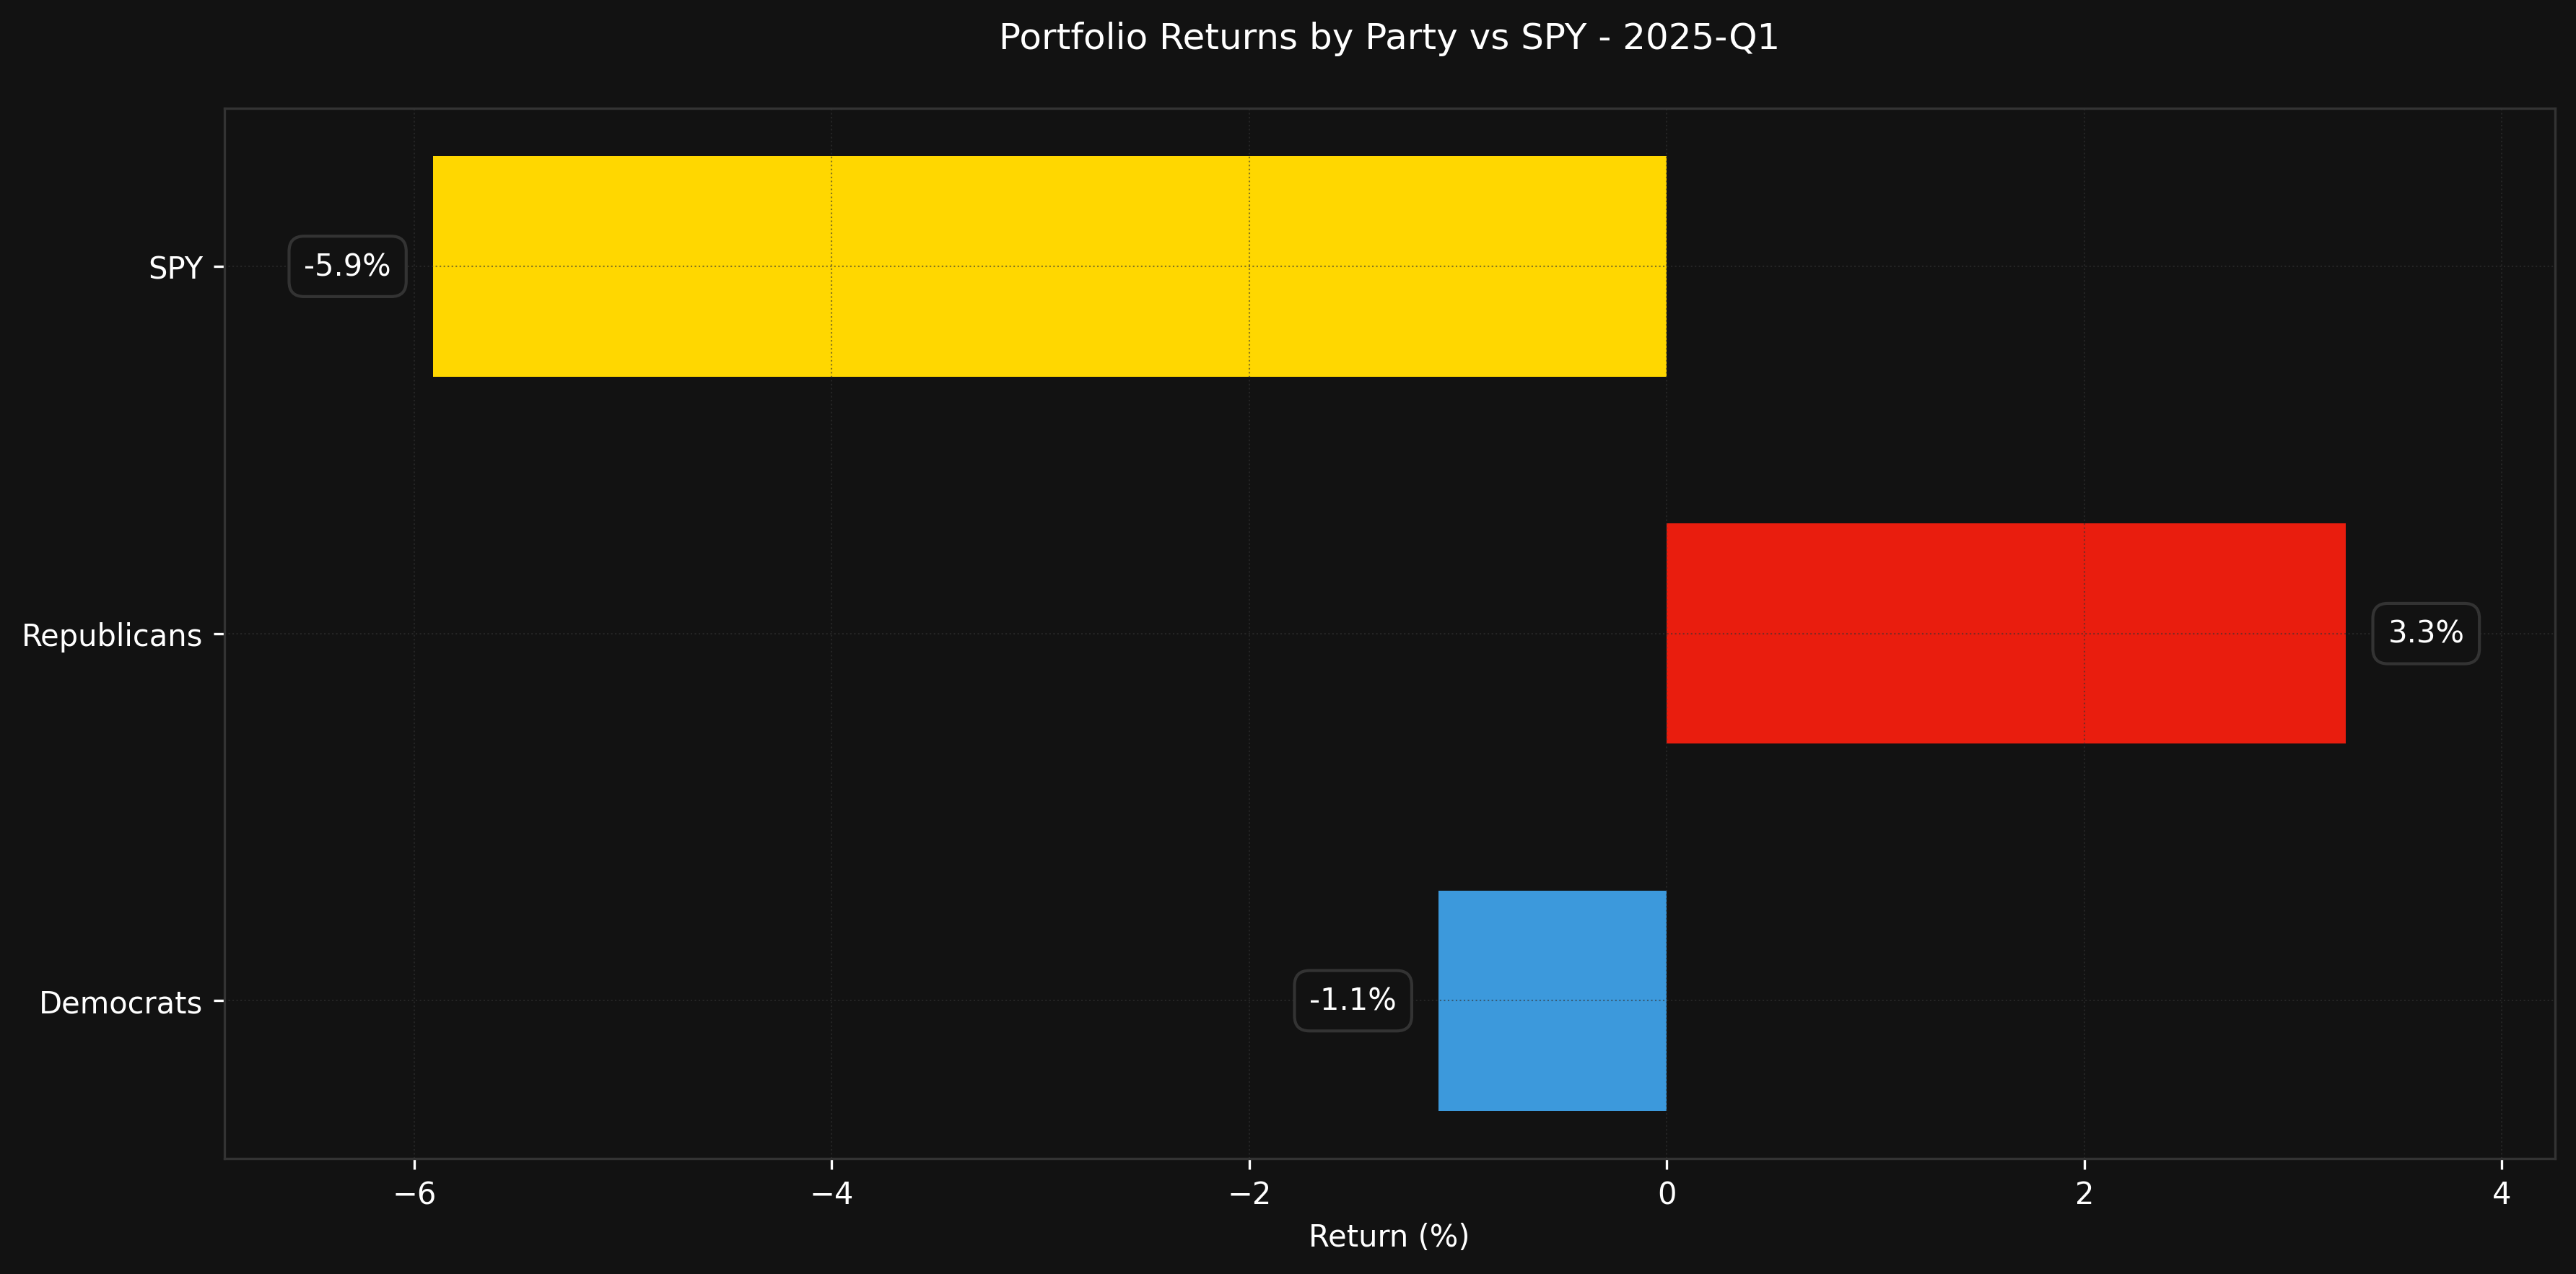 Portfolio Returns by Party vs SPY - 2025-Q1
SPY
-5.9%
Republicans
3.3%
Democrats
-1.1%
−6
−4
−2
0
2
4
Return (%)